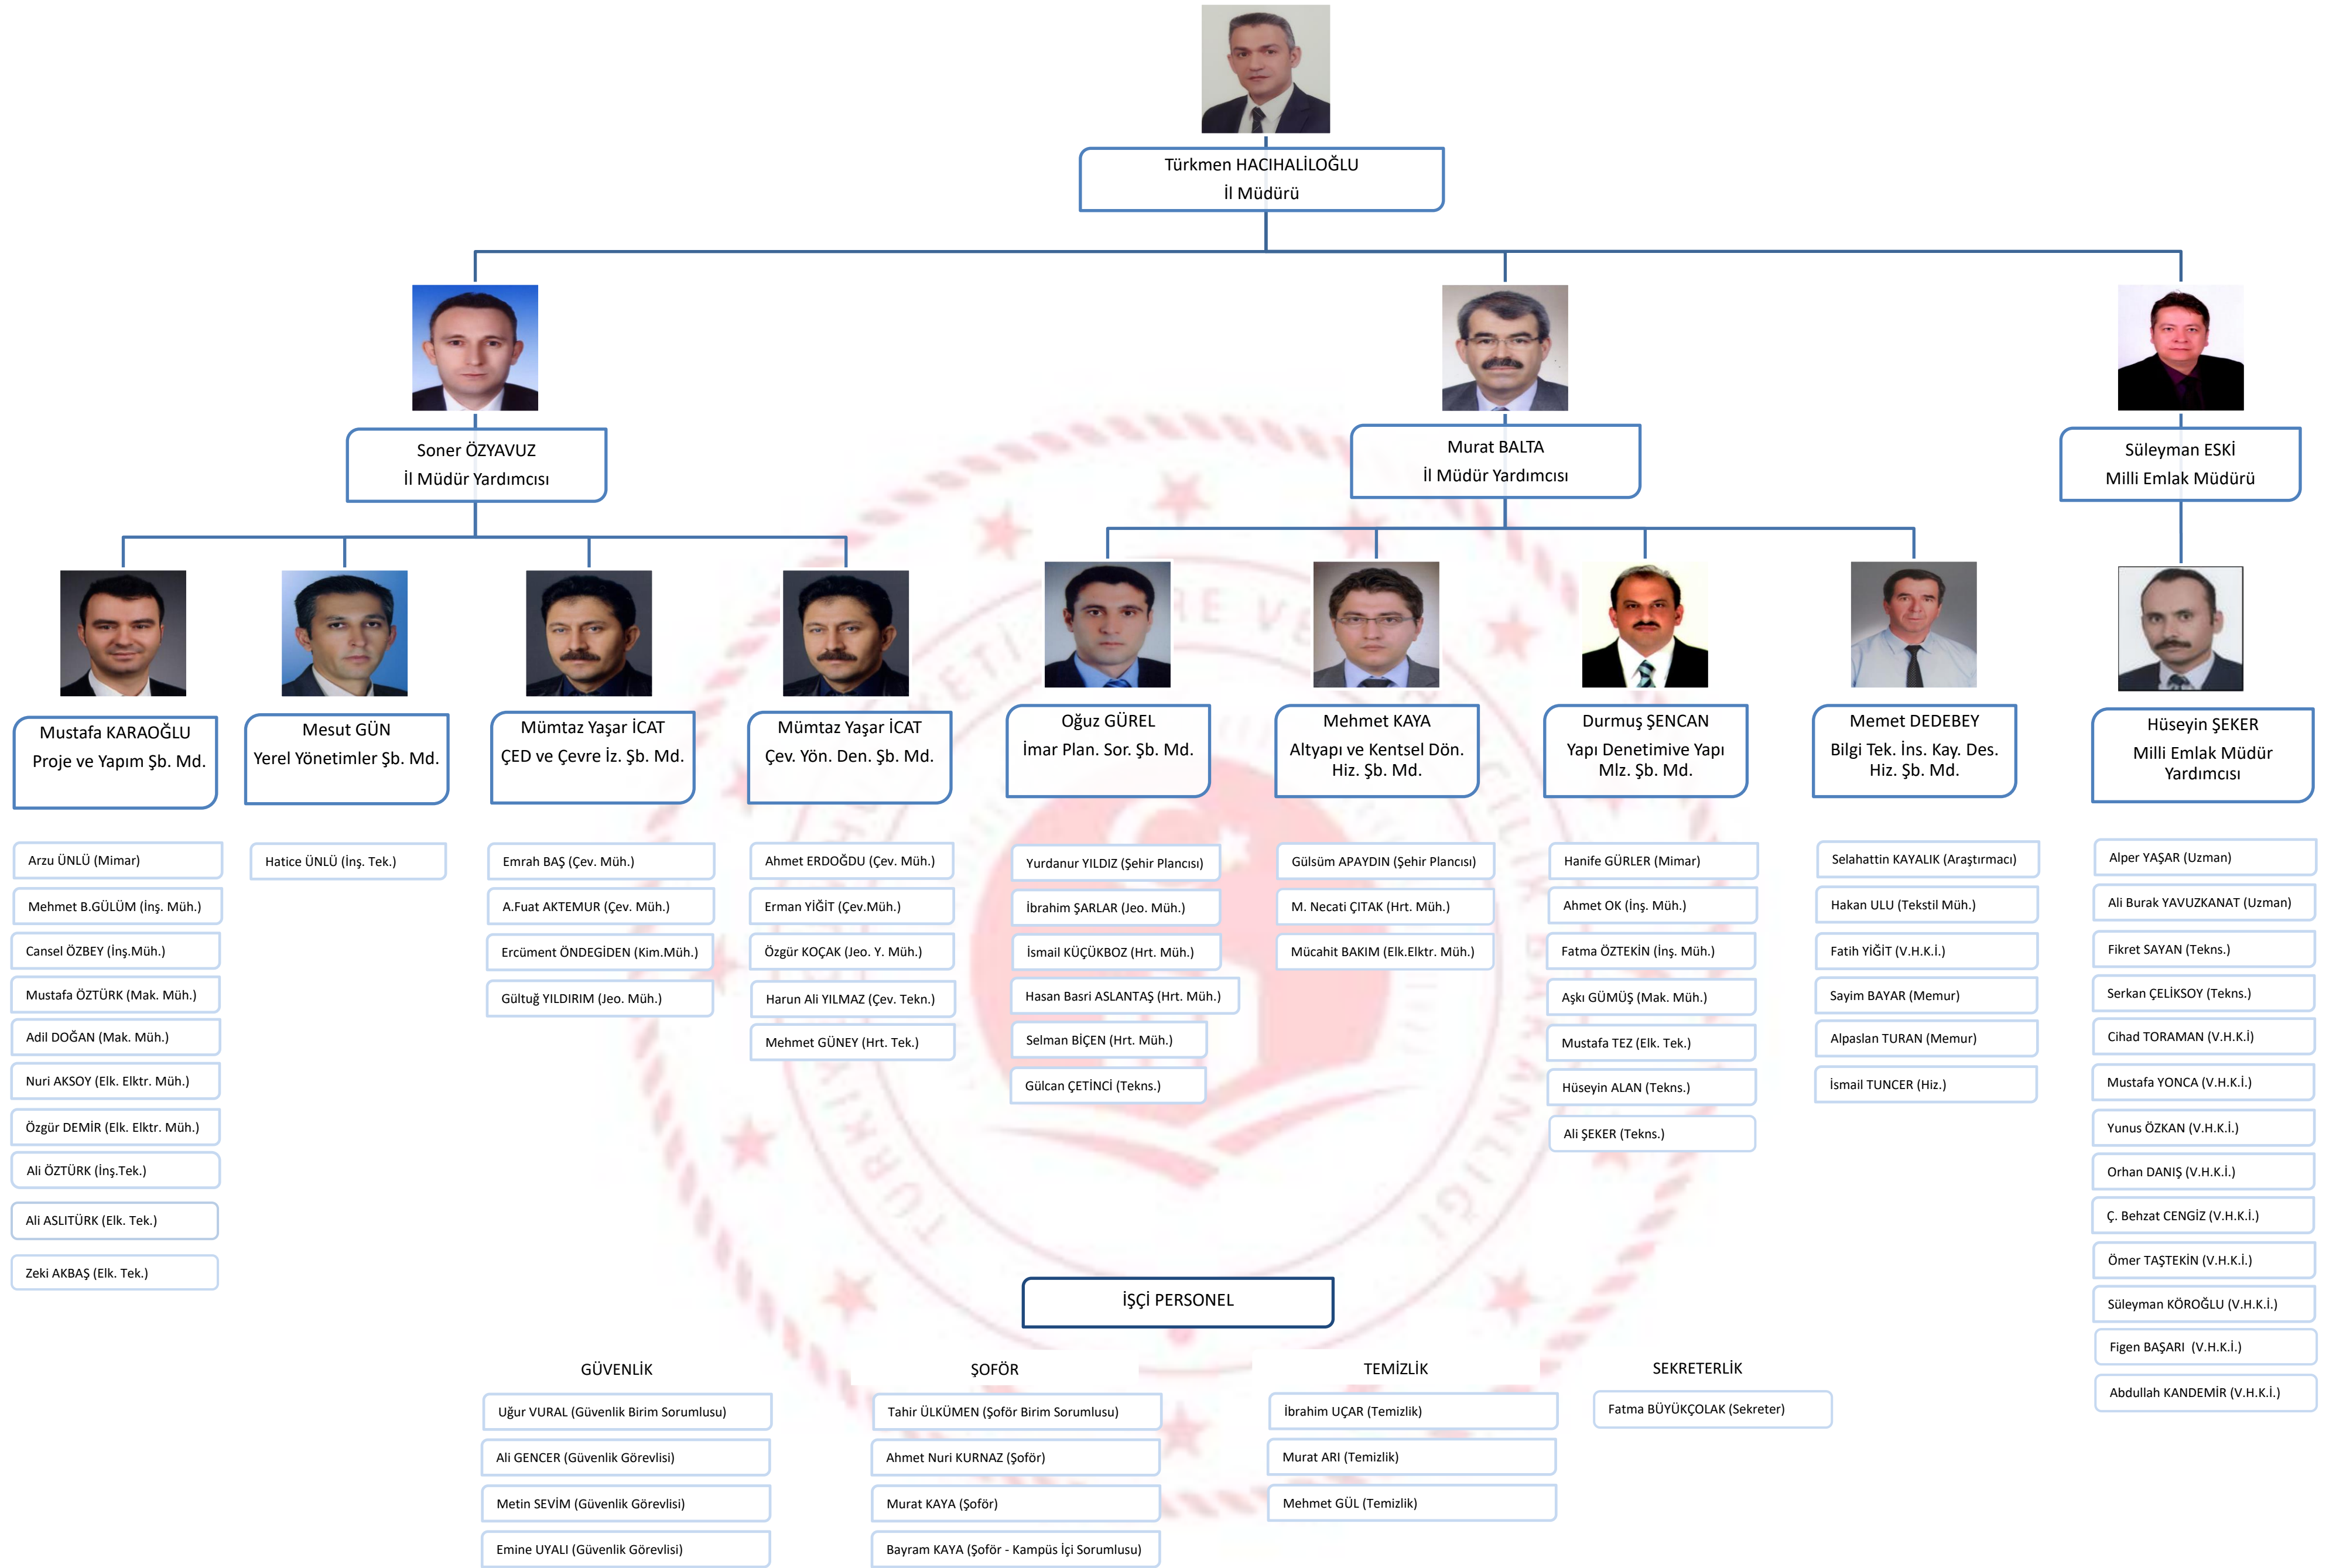 Türkmen HACIHALİLOĞLU
İl Müdürü
Soner ÖZYAVUZ
İl Müdür Yardımcısı
Murat BALTA
İl Müdür Yardımcısı
Süleyman ESKİ
Milli Emlak Müdürü
Mustafa KARAOĞLU
Proje ve Yapım Şb. Md.
Mesut GÜN
Yerel Yönetimler Şb. Md.
Mümtaz Yaşar İCAT
ÇED ve Çevre İz. Şb. Md.
Mümtaz Yaşar İCAT
Çev. Yön. Den. Şb. Md.
Oğuz GÜREL
İmar Plan. Sor. Şb. Md.
Mehmet KAYA
Altyapı ve Kentsel Dön.
Hiz. Şb. Md.
Durmuş ŞENCAN
Yapı Denetimive Yapı
Mlz. Şb. Md.
Memet DEDEBEY
Bilgi Tek. İns. Kay. Des.
Hiz. Şb. Md.
Hüseyin ŞEKER
Milli Emlak Müdür
Yardımcısı
Arzu ÜNLÜ (Mimar)
Mehmet B.GÜLÜM (İnş. Müh.)
Cansel ÖZBEY (İnş.Müh.)
Mustafa ÖZTÜRK (Mak. Müh.)
Adil DOĞAN (Mak. Müh.)
Nuri AKSOY (Elk. Elktr. Müh.)
Özgür DEMİR (Elk. Elktr. Müh.)
Ali ÖZTÜRK (İnş.Tek.)
Ali ASLITÜRK (Elk. Tek.)
Zeki AKBAŞ (Elk. Tek.)
Hatice ÜNLÜ (İnş. Tek.)
Emrah BAŞ (Çev. Müh.)
A.Fuat AKTEMUR (Çev. Müh.)
Ercüment ÖNDEGİDEN (Kim.Müh.)
Gültuğ YILDIRIM (Jeo. Müh.)
Ahmet ERDOĞDU (Çev. Müh.)
Erman YİĞİT (Çev.Müh.)
Özgür KOÇAK (Jeo. Y. Müh.)
Harun Ali YILMAZ (Çev. Tekn.)
Mehmet GÜNEY (Hrt. Tek.)
Yurdanur YILDIZ (Şehir Plancısı)
İbrahim ŞARLAR (Jeo. Müh.)
İsmail KÜÇÜKBOZ (Hrt. Müh.)
Hasan Basri ASLANTAŞ (Hrt. Müh.)
Selman BİÇEN (Hrt. Müh.)
Gülcan ÇETİNCİ (Tekns.)
Gülsüm APAYDIN (Şehir Plancısı)
M. Necati ÇITAK (Hrt. Müh.)
Mücahit BAKIM (Elk.Elktr. Müh.)
Hanife GÜRLER (Mimar)
Ahmet OK (İnş. Müh.)
Fatma ÖZTEKİN (İnş. Müh.)
Aşkı GÜMÜŞ (Mak. Müh.)
Mustafa TEZ (Elk. Tek.)
Hüseyin ALAN (Tekns.)
Ali ŞEKER (Tekns.)
Selahattin KAYALIK (Araştırmacı)
Hakan ULU (Tekstil Müh.)
Fatih YİĞİT (V.H.K.İ.)
Sayim BAYAR (Memur)
Alpaslan TURAN (Memur)
İsmail TUNCER (Hiz.)
Alper YAŞAR (Uzman)
Ali Burak YAVUZKANAT (Uzman)
Fikret SAYAN (Tekns.)
Serkan ÇELİKSOY (Tekns.)
Cihad TORAMAN (V.H.K.İ)
Mustafa YONCA (V.H.K.İ.)
Yunus ÖZKAN (V.H.K.İ.)
Orhan DANIŞ (V.H.K.İ.)
Ç. Behzat CENGİZ (V.H.K.İ.)
Ömer TAŞTEKİN (V.H.K.İ.)
Süleyman KÖROĞLU (V.H.K.İ.)
Figen BAŞARI (V.H.K.İ.)
Abdullah KANDEMİR (V.H.K.İ.)
İŞÇİ PERSONEL
GÜVENLİK
Uğur VURAL (Güvenlik Birim Sorumlusu)
Ali GENCER (Güvenlik Görevlisi)
Metin SEVİM (Güvenlik Görevlisi)
Emine UYALI (Güvenlik Görevlisi)
ŞOFÖR
Tahir ÜLKÜMEN (Şoför Birim Sorumlusu)
Ahmet Nuri KURNAZ (Şoför)
Murat KAYA (Şoför)
Bayram KAYA (Şoför - Kampüs İçi Sorumlusu)
TEMİZLİK
İbrahim UÇAR (Temizlik)
Murat ARI (Temizlik)
Mehmet GÜL (Temizlik)
SEKRETERLİK
Fatma BÜYÜKÇOLAK (Sekreter)